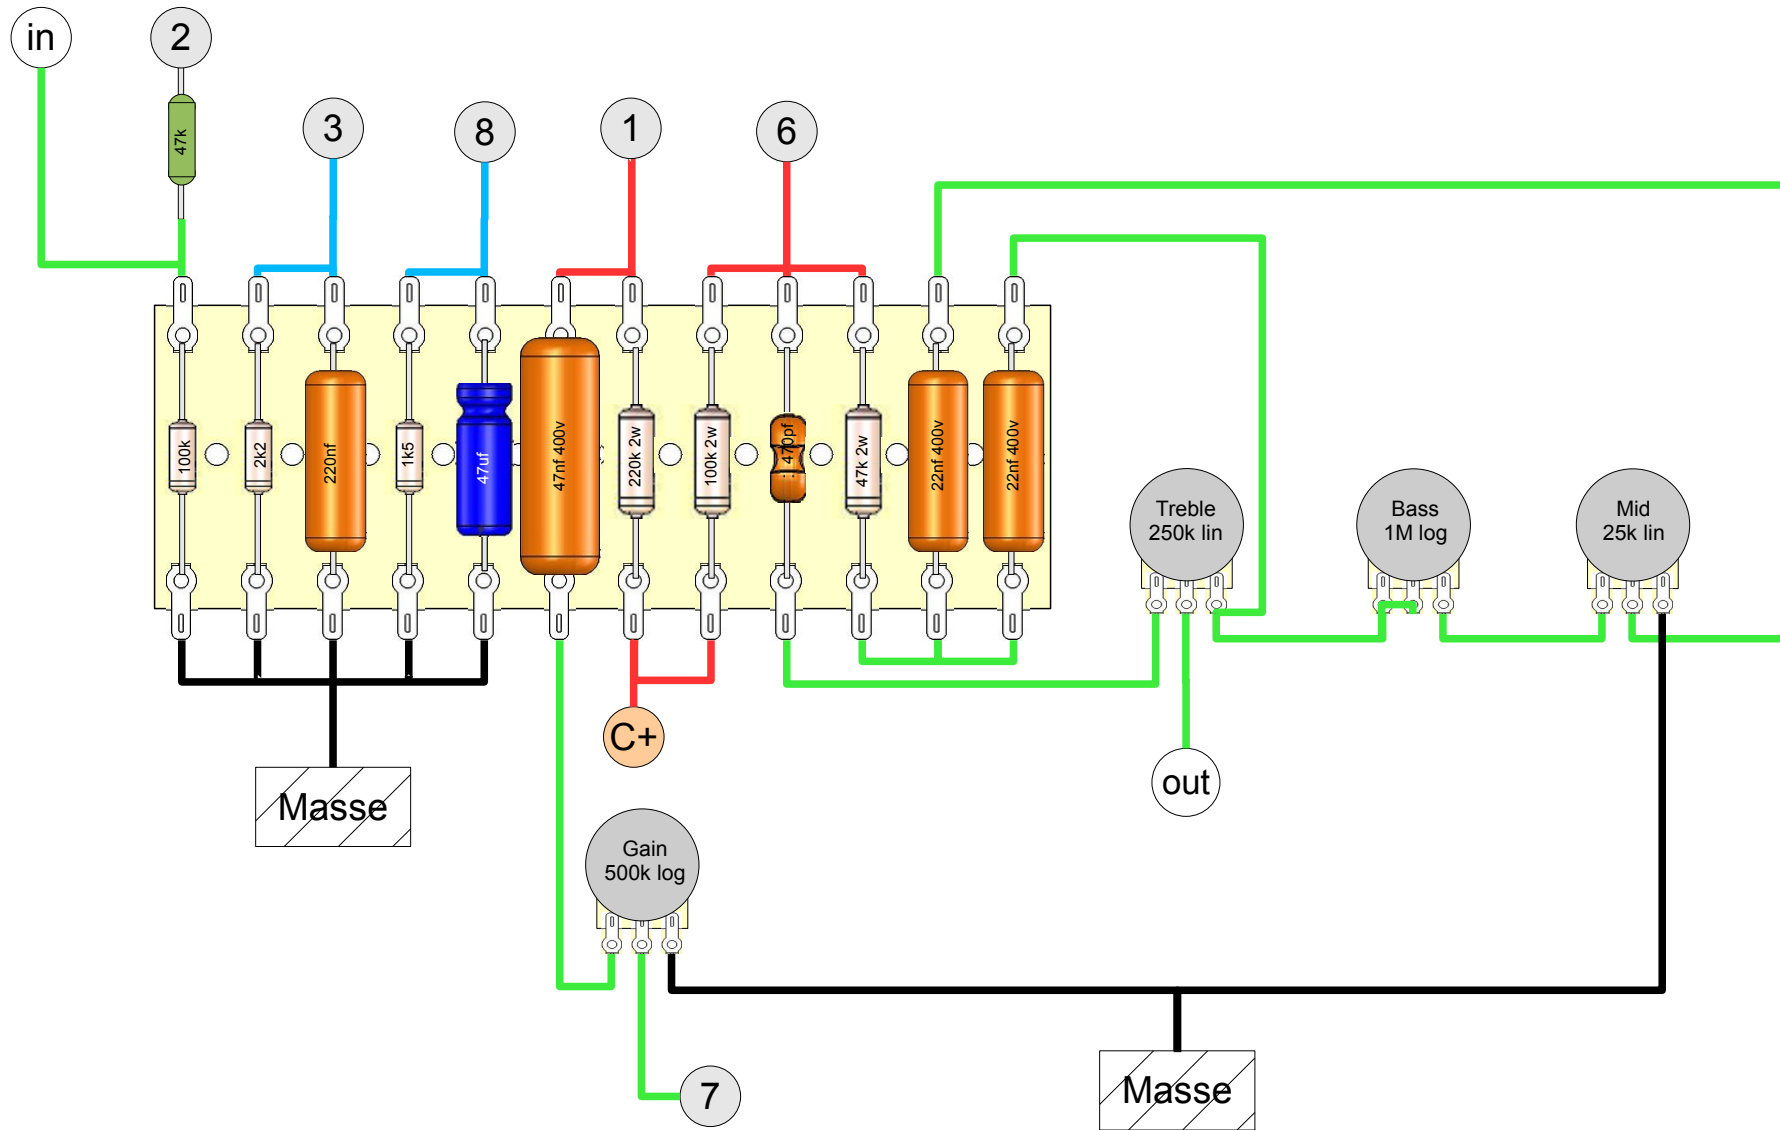 in
2
47k
3
8
1
6
100k
2k2
220nf
1k5
47uf
47nf 400v
220k 2w
100k 2w
470pf
47k 2w
22nf 400v
22nf 400v
Treble
250k lin
Bass
1M log
Mid
25k lin
C+
out
Masse
Gain
500k log
7
Masse